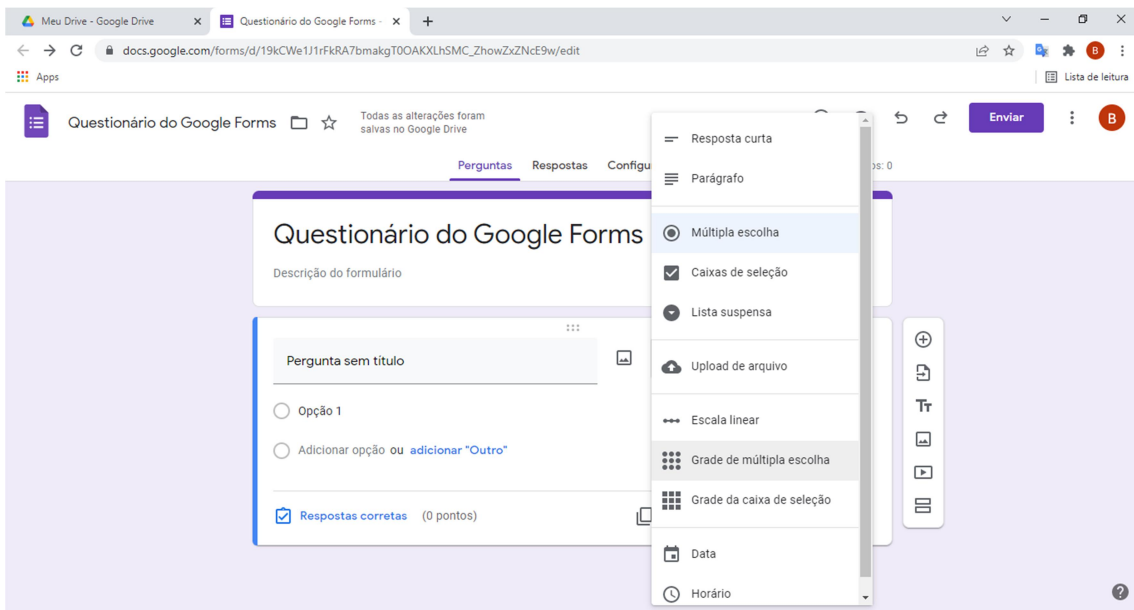 Meu Drive - Google Drive
Questionário do Google Forms -
docs.google.com/forms/d/19kCWe1J1rFkRA7bmakgT0OAKXLhSMC_ZhowZxZNcE9w/edit
B
Apps
Lista de leitura
Questionário do Google Forms
Todas as alterações foram
salvas no Google Drive
Enviar
B
Perguntas Respostas Configu
os: 0
Questionário do Google Forms
Descrição do formulário
Pergunta sem título
Opção 1
Adicionar opção ou adicionar "Outro"
Respostas corretas (0 pontos)
Resposta curta
Parágrafo
Múltipla escolha
Caixas de seleção
Lista suspensa
Upload de arquivo
Escala linear
Grade de múltipla escolha
Grade da caixa de seleção
Data
Horário
Tт